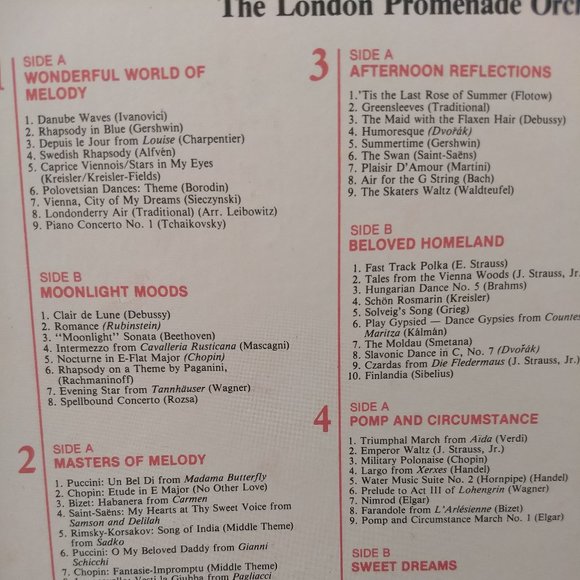 The London Promenade
1
SIDE A
WONDERFUL WORLD OF
MELODY
1. Danube Waves (Ivanovici)
2. Rhapsody in Blue (Gershwin)
3. Depuis le Jour from Louise (Charpentier)
4. Swedish Rhapsody (Alfvén)
5. Caprice Viennois/Stars in My Eyes
(Kreisler/Kreisler-Fields)
6. Polovetsian Dances: Theme (Borodin)
7. Vienna, City of My Dreams (Sieczynski)
8. Londonderry Air (Traditional) (Arr. Leibowitz)
9. Piano Concerto No. 1 (Tchaikovsky)
SIDE B
MOONLIGHT MOODS
1. Clair de Lune (Debussy)
2. Romance (Rubinstein)
3. "Moonlight" Sonata (Beethoven)
4. Intermezzo from Cavalleria Rusticana (Mascagni)
5. Nocturne in E-Flat Major (Chopin)
6. Rhapsody on a Theme by Paganini,
(Rachmaninoff)
7. Evening Star from Tannhäuser (Wagner)
8. Spellbound Concerto (Rozsa)
2
SIDE A
MASTERS OF MELODY
1. Puccini: Un Bel Di from Madama Butterfly
2. Chopin: Etude in E Major (No Other Love)
3. Bizet: Habanera from Carmen
4. Saint-Saëns: My Hearts at Thy Sweet Voice from
Samson and Delilah
5. Rimsky-Korsakov: Song of India (Middle Theme)
from Sadko
6. Puccini: O My Beloved Daddy from Gianni
Schicchi
7. Chopin: Fantasie-Impromptu (Middle Theme)
Vesti la Giubba from Pagliacci
3
SIDE A
AFTERNOON REFLECTIONS
1. 'Tis the Last Rose of Summer (Flotow)
2. Greensleeves (Traditional)
3. The Maid with the Flaxen Hair (Debussy)
4. Humoresque (Dvořák)
5. Summertime (Gershwin)
6. The Swan (Saint-Saëns)
7. Plaisir D'Amour (Martini)
8. Air for the G String (Bach)
9. The Skaters Waltz (Waldteufel)
SIDE B
BELOVED HOMELAND
1. Fast Track Polka (E. Strauss)
2. Tales from the Vienna Woods (J. Strauss, Jr.
3. Hungarian Dance No. 5 (Brahms)
4. Schön Rosmarin (Kreisler)
5. Solveig's Song (Grieg)
6. Play Gypsied — Dance Gypsies from Countess
Maritza (Kálmán)
7. The Moldau (Smetana)
8. Slavonic Dance in C, No. 7 (Dvořák)
9. Czardas from Die Fledermaus (J. Strauss, Jr.)
10. Finlandia (Sibelius)
4
SIDE A
POMP AND CIRCUMSTANCE
1. Triumphal March from Aïda (Verdi)
2. Emperor Waltz (J. Strauss, Jr.)
3. Military Polonaise (Chopin)
4. Largo from Xerxes (Handel)
5. Water Music Suite No. 2 (Hornpipe) (Handel)
6. Prelude to Act III of Lohengrin (Wagner)
7. Nimrod (Elgar)
8. Farandole from L'Arlésienne (Bizet)
9. Pomp and Circumstance March No. 1 (Elgar)
SIDE B
SWEET DREAMS